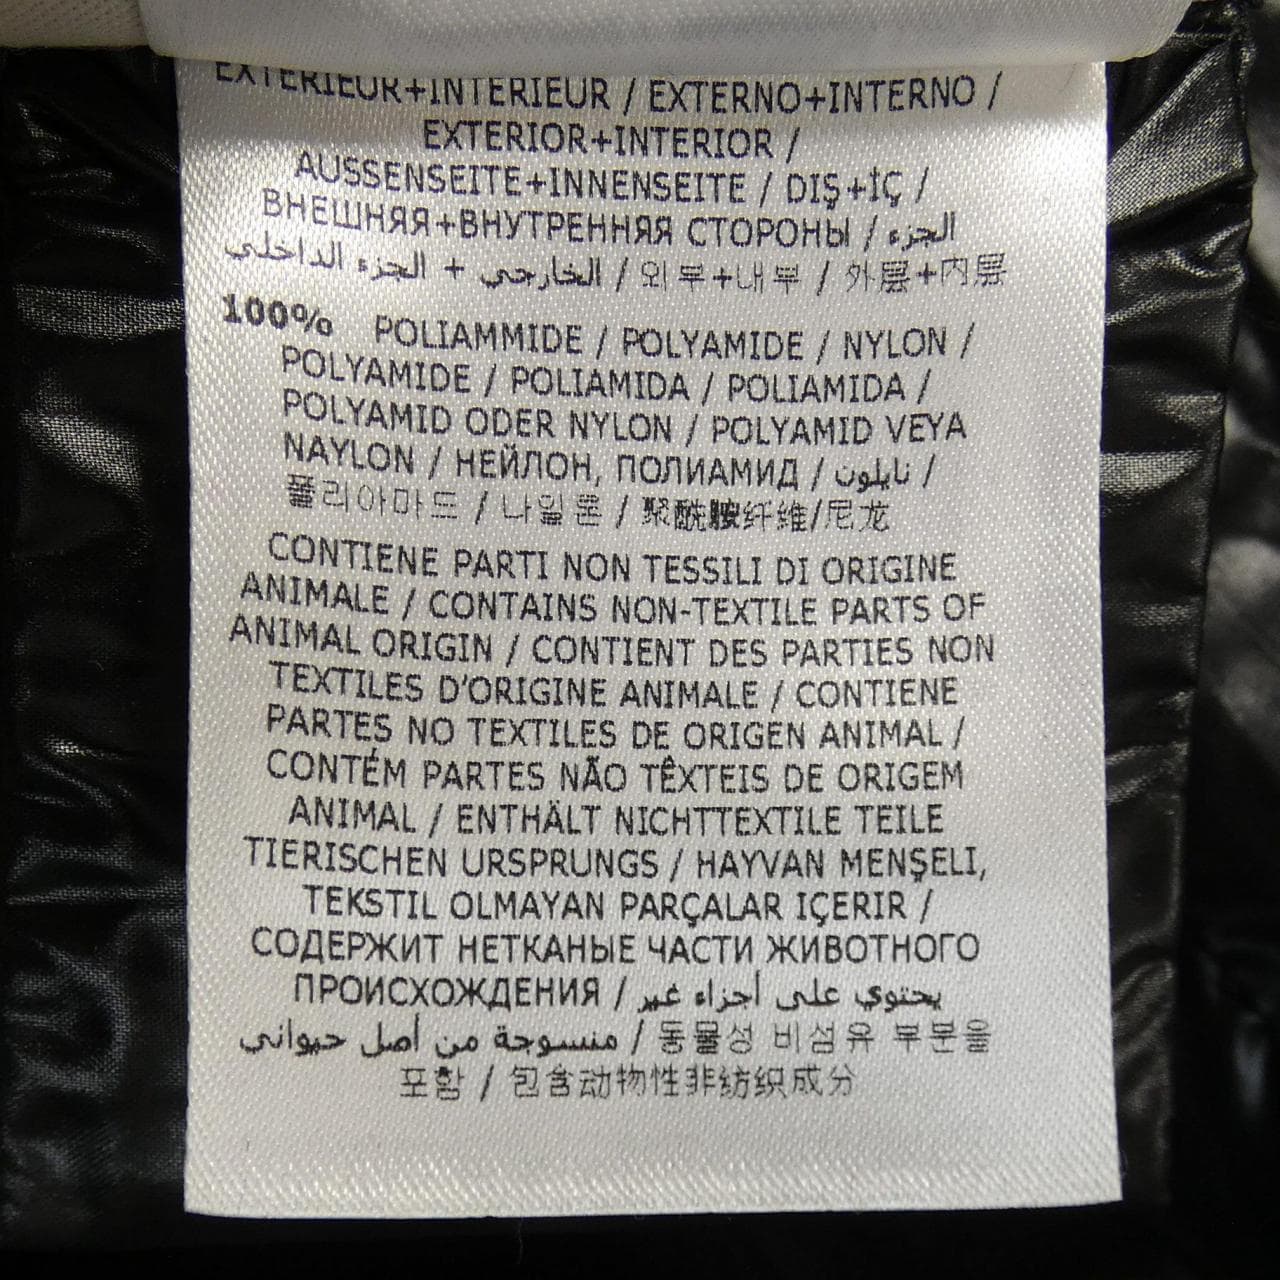 EXTERIEUR+INTERIEUR / EXTERNO+INTERNO /
EXTERIOR+INTERIOR /
AUSSENSEITE+INNENSEITE / DIŞ+İÇ /
ВНЕШНЯЯ+ВНУТРЕННЯЯ СТОРОНЫ / الجزء
الخارجي + الجزء الداخلي / 외부+내부 / 外层+内层
100% POLIAMMIDE / POLYAMIDE / NYLON /
POLYAMIDE / POLIAMIDA / POLIAMIDA /
POLYAMID ODER NYLON / POLYAMID VEYA
NAYLON / НЕЙЛОН, ПОЛИАМИД / نايلون /
폴리아마드 / 나일론 / 聚酰胺纤维/尼龙
CONTIENE PARTI NON TESSILI DI ORIGINE
ANIMALE / CONTAINS NON-TEXTILE PARTS OF
ANIMAL ORIGIN / CONTIENT DES PARTIES NON
TEXTILES D'ORIGINE ANIMALE / CONTIENE
PARTES NO TEXTILES DE ORIGEN ANIMAL /
CONTÉM PARTES NÃO TÊXTEIS DE ORIGEM
ANIMAL / ENTHÄLT NICHTTEXTILE TEILE
TIERISCHEN URSPRUNGS / HAYVAN MENŞELI,
TEKSTIL OLMAYAN PARÇALAR IÇERIR /
СОДЕРЖИТ НЕТКАНЫЕ ЧАСТИ ЖИВОТНОГО
ПРОИСХОЖДЕНИЯ / يحتوي على أجزاء غير
منسوجة من أصل حيواني / 동물성 비섬유 부분을
포함 / 包含动物性非纺织成分